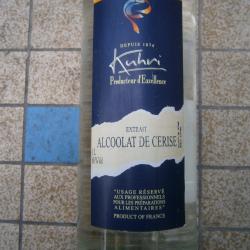 DEPUIS 1874
Kuhri
Producteur d'Excellence
EXTRAIT
ALCOOLAT DE CERISE
"USAGE RÉSERVÉ
AUX PROFESSIONNELS
POUR LES PRÉPARATIONS
ALIMENTAIRES"
PRODUCT OF FRANCE